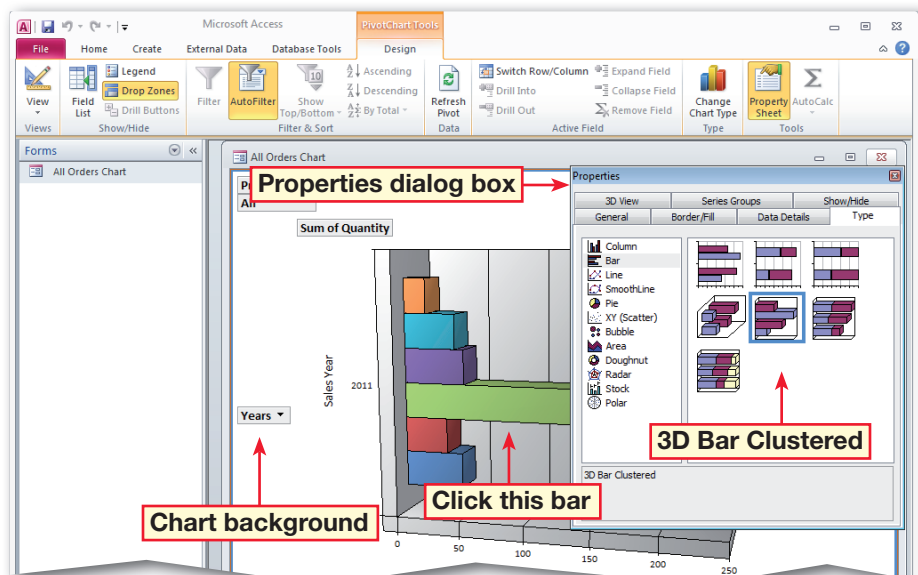 Microsoft Access
PivotChart Tools
File Home Create External Data Database Tools Design
View
Views
Field List
Legend
Drop Zones
Drill Buttons
Show/Hide
Filter
AutoFilter
Show Top/Bottom
Ascending
Descending
By Total
Filter & Sort
Refresh Pivot
Data
Switch Row/Column
Drill Into
Drill Out
Expand Field
Collapse Field
Remove Field
Active Field
Change Chart Type
Type
Property Sheet
AutoCalc
Tools
Forms
All Orders Chart
All Orders Chart
Properties dialog box
All
Sum of Quantity
Sales Year
2011
Years
0 50 100 150 200 250
Properties
3D View Series Groups Show/Hide
General Border/Fill Data Details Type
Column
Bar
Line
SmoothLine
Pie
XY (Scatter)
Bubble
Area
Doughnut
Radar
Stock
Polar
3D Bar Clustered
3D Bar Clustered
Click this bar
Chart background